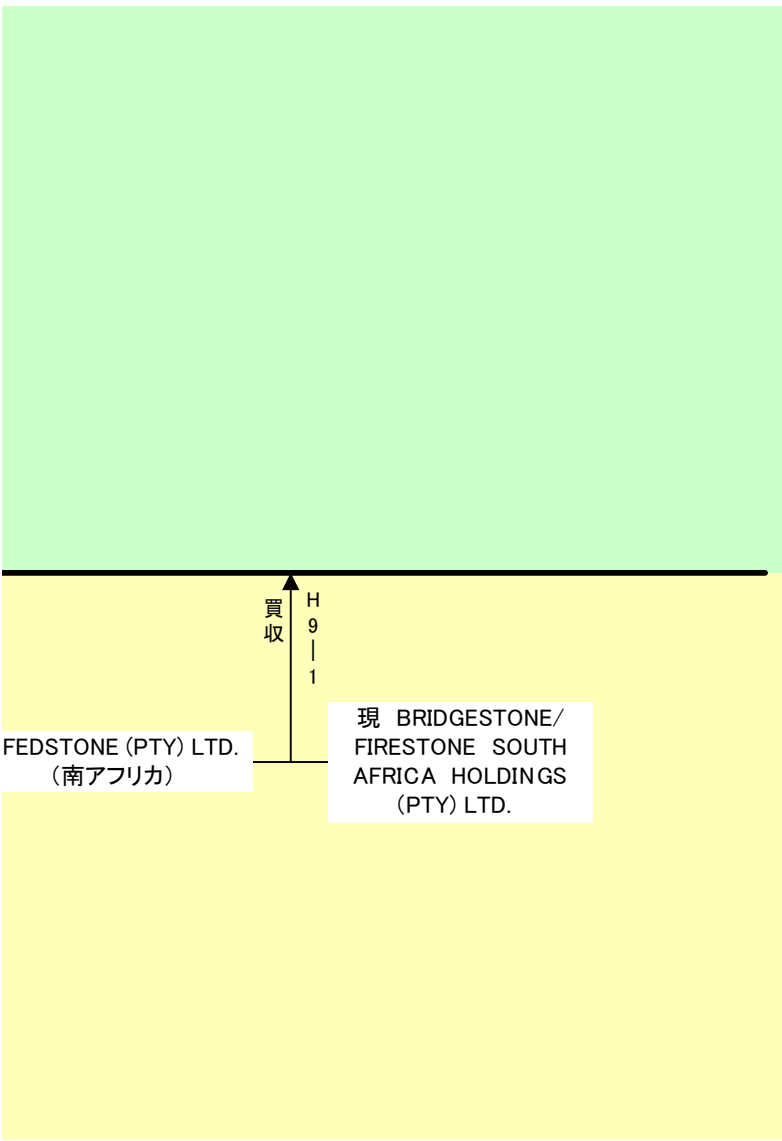 買収
H9―1
FEDSTONE (PTY) LTD.
（南アフリカ）
現 BRIDGESTONE/
FIRESTONE SOUTH
AFRICA HOLDINGS
(PTY) LTD.